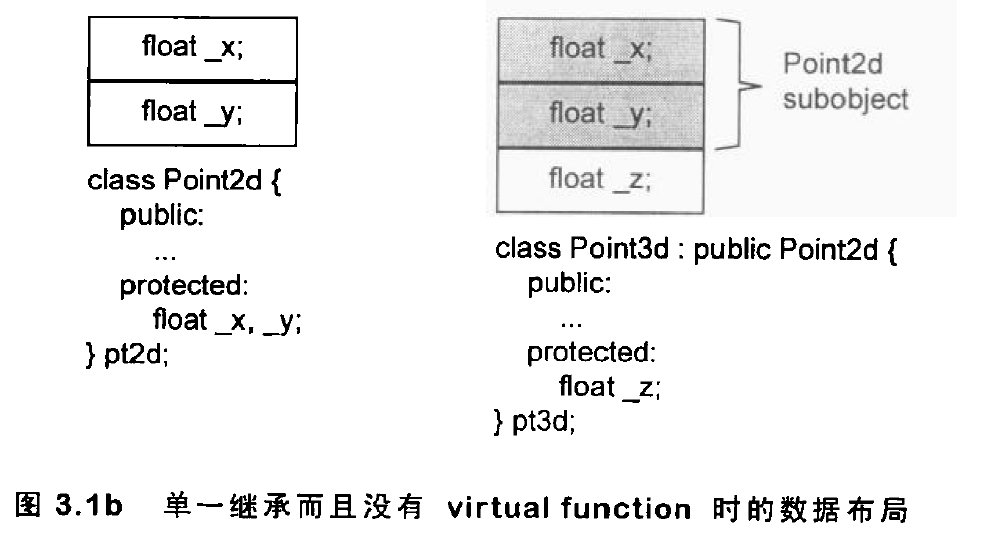 float _x;
float _y;
class Point2d {
public:
...
protected:
float _x, _y;
} pt2d;
float _x;
float _y;
float _z;
Point2d
subobject
class Point3d : public Point2d {
public:
...
protected:
float _z;
} pt3d;
图 3.1b 单一继承而且没有 virtual function 时的数据布局